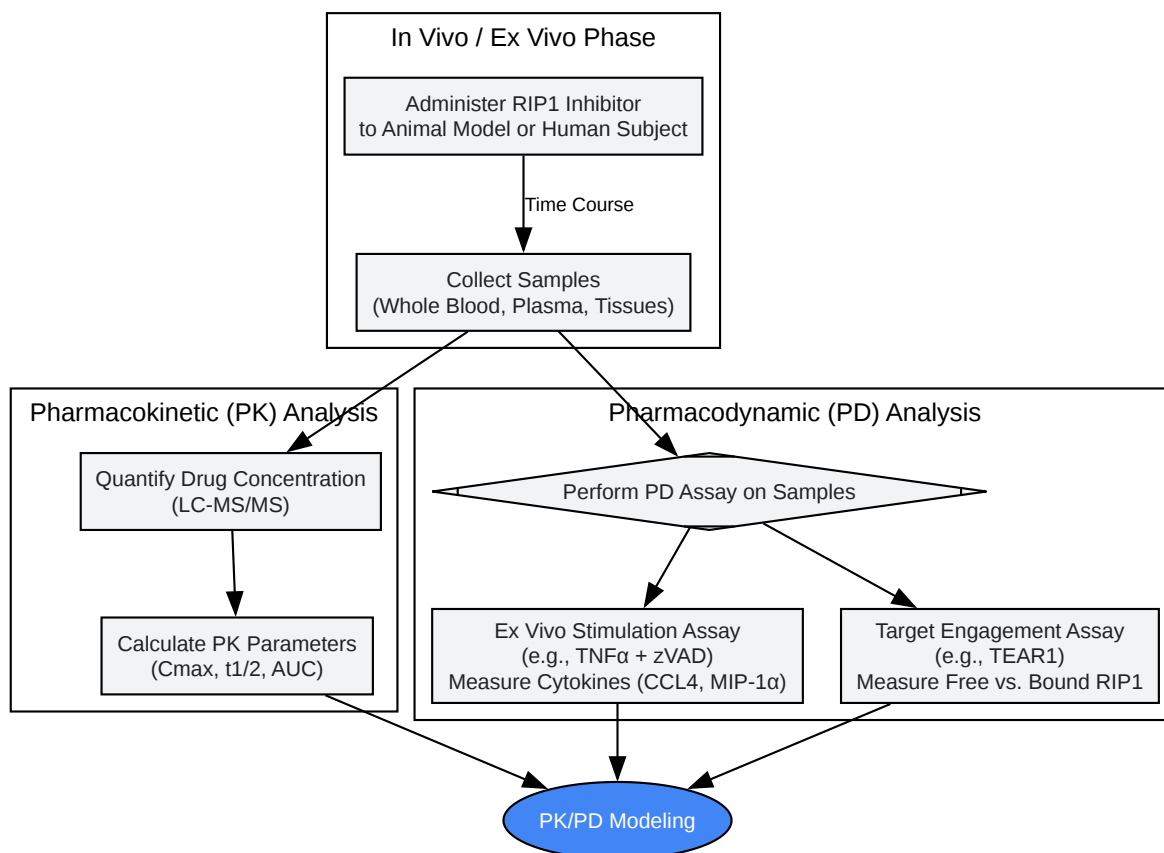 In Vivo / Ex Vivo Phase
Administer RIP1 Inhibitor
to Animal Model or Human Subject
Time Course
Collect Samples
(Whole Blood, Plasma, Tissues)
Pharmacokinetic (PK) Analysis
Quantify Drug Concentration
(LC-MS/MS)
Calculate PK Parameters
(Cmax, t1/2, AUC)
Pharmacodynamic (PD) Analysis
Perform PD Assay on Samples
Ex Vivo Stimulation Assay
(e.g., TNFα + zVAD)
Measure Cytokines (CCL4, MIP-1α)
Target Engagement Assay
(e.g., TEAR1)
Measure Free vs. Bound RIP1
PK/PD Modeling